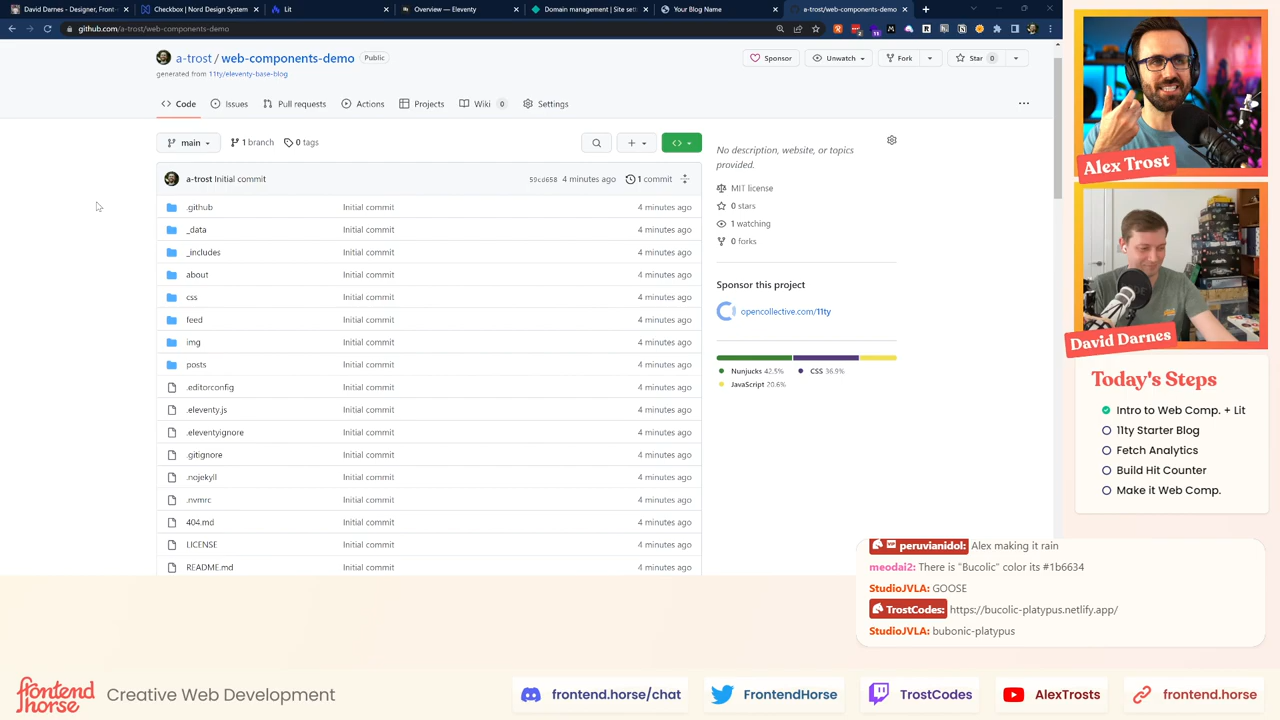 David Darnes - Designer, Front-
Checkbox | Nord Design System
Lit
Overview — Eleventy
Domain management | Site set
Your Blog Name
a-trost/web-components-demo
github.com/a-trost/web-components-demo
a-trost / web-components-demo Public
generated from 11ty/eleventy-base-blog
Sponsor
Unwatch
Fork
Star 0
Code
Issues
Pull requests
Actions
Projects
Wiki 0
Settings
main
1 branch
0 tags
a-trost Initial commit 59cd658 4 minutes ago 1 commit
.github Initial commit 4 minutes ago
_data Initial commit 4 minutes ago
_includes Initial commit 4 minutes ago
about Initial commit 4 minutes ago
css Initial commit 4 minutes ago
feed Initial commit 4 minutes ago
img Initial commit 4 minutes ago
posts Initial commit 4 minutes ago
.editorconfig Initial commit 4 minutes ago
.eleventy.js Initial commit 4 minutes ago
.eleventyignore Initial commit 4 minutes ago
.gitignore Initial commit 4 minutes ago
.nojekyll Initial commit 4 minutes ago
.nvmrc Initial commit 4 minutes ago
404.md Initial commit 4 minutes ago
LICENSE Initial commit 4 minutes ago
README.md Initial commit 4 minutes ago
No description, website, or topics
provided.
MIT license
0 stars
1 watching
0 forks
Sponsor this project
opencollective.com/11ty
Nunjucks 42.5%
CSS 36.9%
JavaScript 20.6%
Alex Trost
David Darnes
Today's Steps
Intro to Web Comp. + Lit
11ty Starter Blog
Fetch Analytics
Build Hit Counter
Make it Web Comp.
peruvianidol: Alex making it rain
meodai2: There is "Bucolic" color its #1b6634
StudioJVLA: GOOSE
TrostCodes: https://bucolic-platypus.netlify.app/
StudioJVLA: bubonic-platypus
frontend
horse
Creative Web Development
frontend.horse/chat
FrontendHorse
TrostCodes
AlexTrosts
frontend.horse